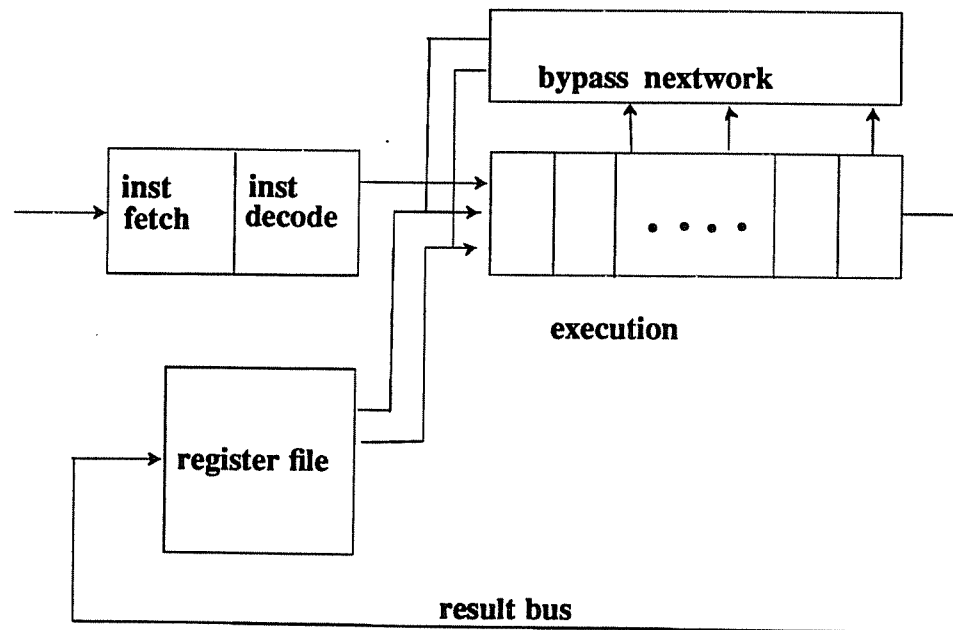 bypass nextwork
inst
fetch
inst
decode
execution
register file
result bus